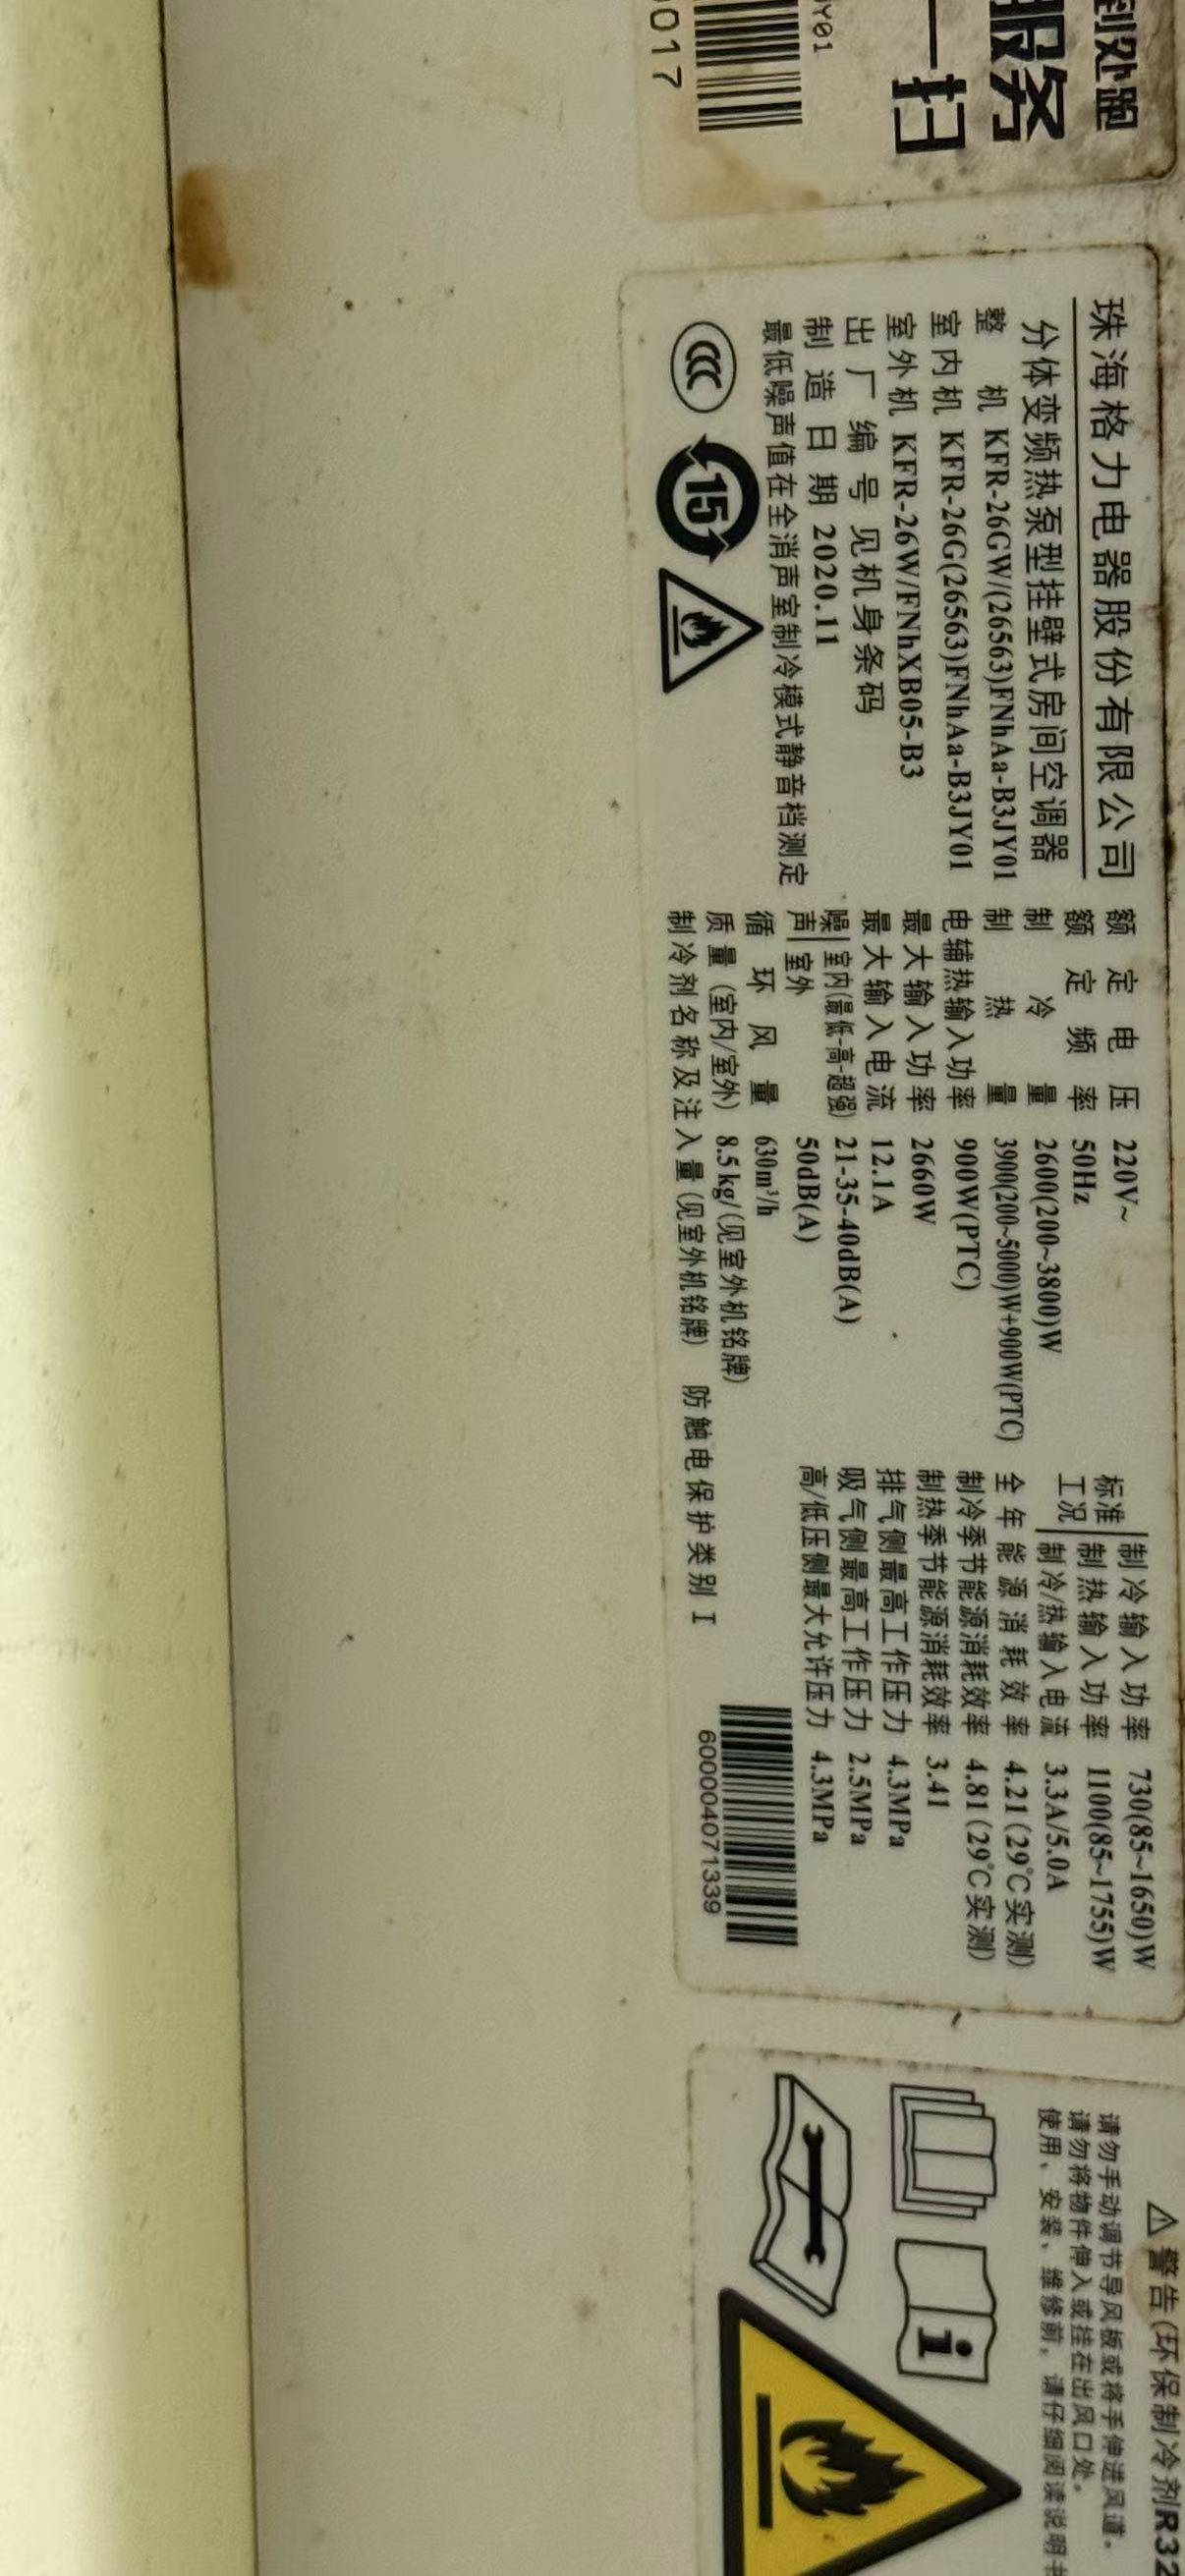 到处跑
服务
一扫
JY01
0017
珠海格力电器股份有限公司
分体变频热泵型挂壁式房间空调器
整机 KFR-26GW/(26563)FNhAa-B3JY01
室内机 KFR-26G(26563)FNhAa-B3JY01
室外机 KFR-26W/FNhXB05-B3
出厂编号 见机身条码
制造日期 2020.11
最低噪声值在全消声室制冷模式静音档测定
15
额定电压 220V~
额定频率 50Hz
制冷量 2600(200~3800)W
制热量 3900(200~5000)W+900W(PTC)
电辅热输入功率 900W(PTC)
最大输入功率 2660W
最大输入电流 12.1A
噪声 室内(最低-高-超强) 21-35-40dB(A)
室外 50dB(A)
循环风量 630m³/h
质量(室内/室外) 8.5kg/(见室外机铭牌)
制冷剂名称及注入量(见室外机铭牌) 防触电保护类别 I
标准工况 制冷输入功率 730(85~1650)W
制热输入功率 1100(85~1755)W
制冷/热输入电流 3.3A/5.0A
全年能源消耗效率 4.21(29℃实测)
制冷季节能源消耗效率 4.81(29℃实测)
制热季节能源消耗效率 3.41
排气侧最高工作压力 4.3MPa
吸气侧最高工作压力 2.5MPa
高/低压侧最大允许压力 4.3MPa
600004071339
警告(环保制冷剂R32
请勿手动调节导风板或将手伸进风道。
请勿将物件伸入或挂在出风口处。
使用、安装、维修前，请仔细阅读说明书